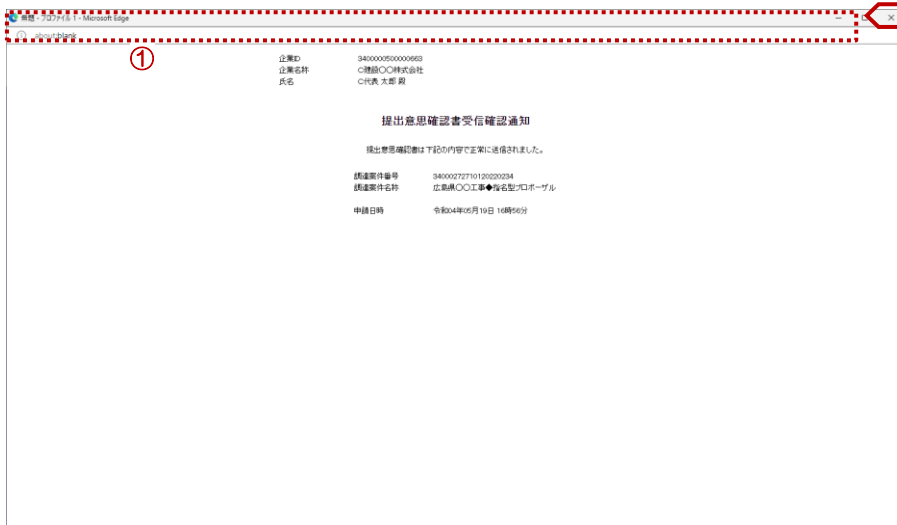 無題 - プロファイル 1 - Microsoft Edge
about:blank
①
企業ID 3400000500000663
企業名称 C建設〇〇株式会社
氏名 C代表 太郎 殿
提出意思確認書受信確認通知
提出意思確認書は下記の内容で正常に送信されました。
調達案件番号 34000272710120220234
調達案件名称 広島県〇〇工事◆指名型プロポーザル
申請日時 令和04年05月19日 16時56分